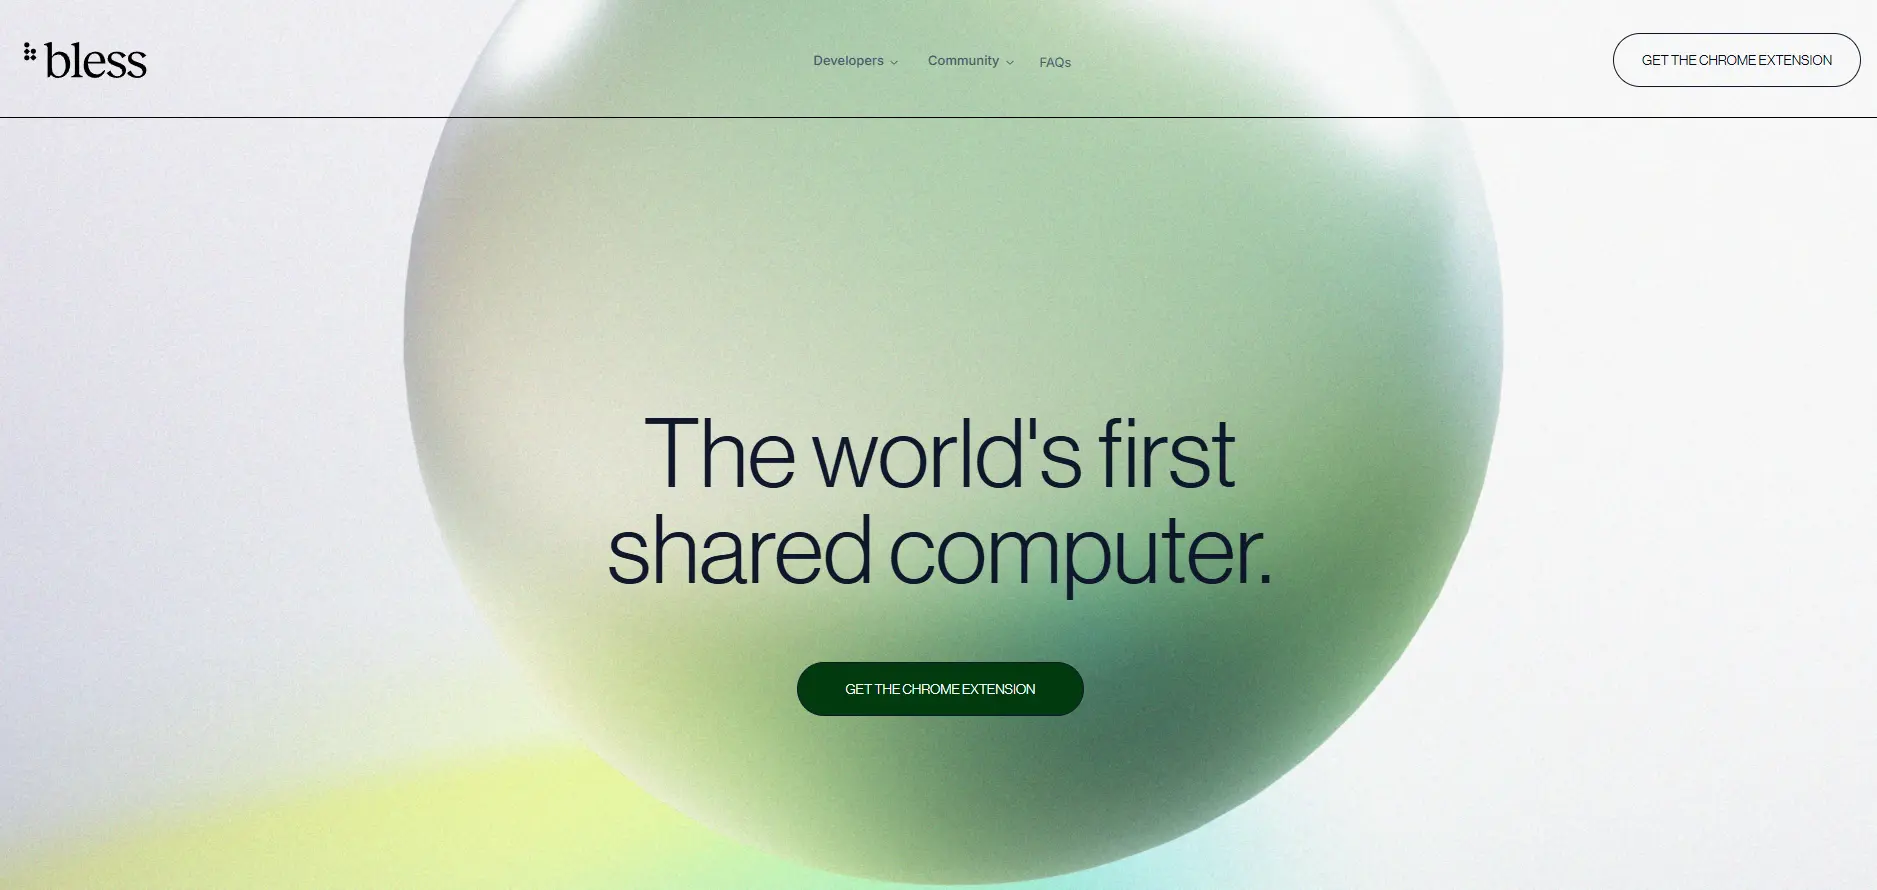 bless
Developers
Community
FAQs
GET THE CHROME EXTENSION
The world's first
shared computer.
GET THE CHROME EXTENSION